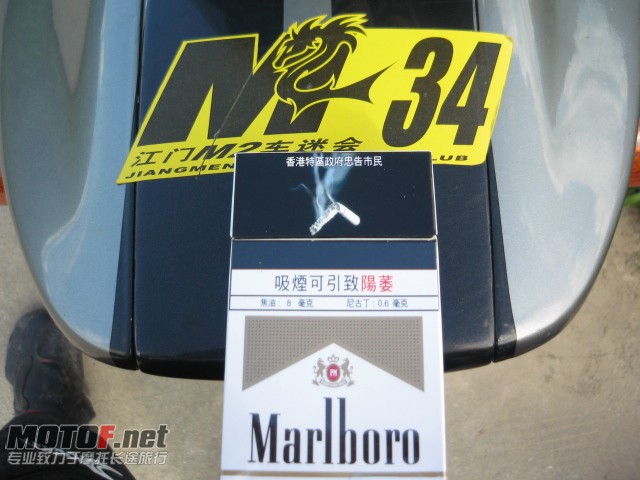 M 34
江门M2车迷会
JIANGMEN CLUB
香港特區政府忠告市民
吸煙可引致陽萎
焦油: 8 毫克 尼古丁: 0.6 毫克
PM
Marlboro
MOTOF.net
专业致力于摩托长途旅行